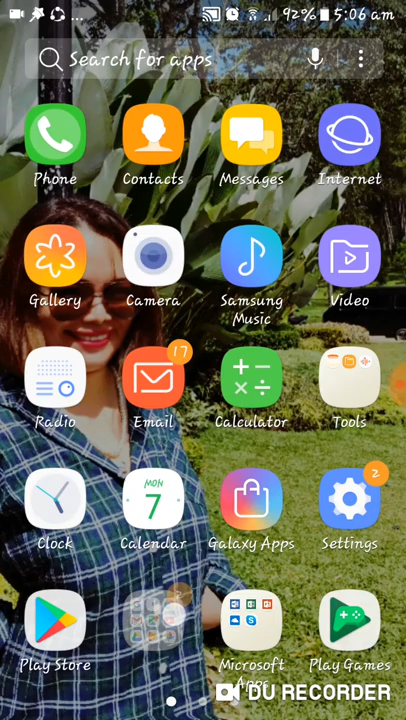 ... 92% 5:06 am
Search for apps
Phone Contacts Messages Internet
Gallery Camera Samsung Music Video
17
Radio Email Calculator Tools
MON
7
2
Clock Calendar Galaxy Apps Settings
Play Store Microsoft Apps Play Games
DU RECORDER